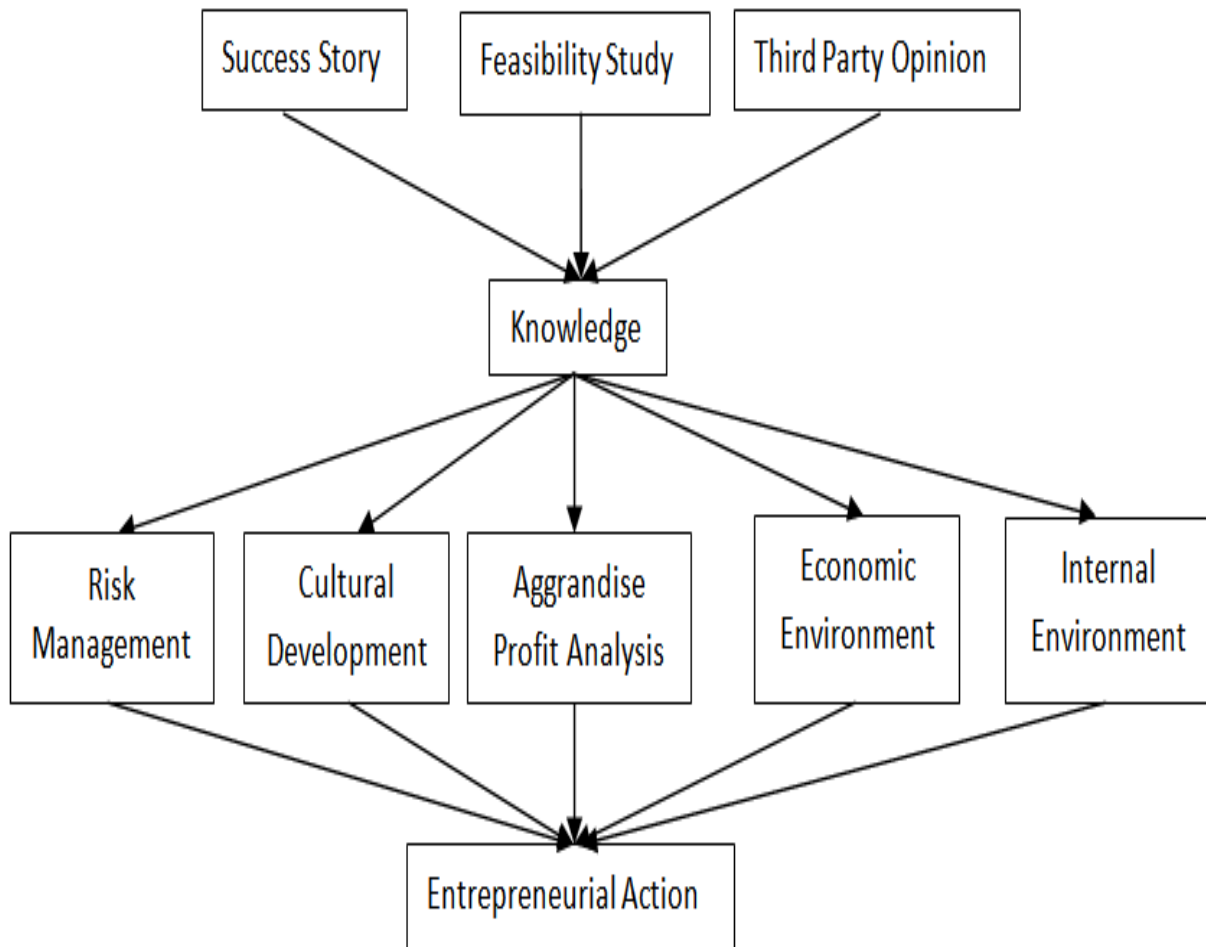 Success Story
Feasibility Study
Third Party Opinion
Knowledge
Risk
Management
Cultural
Development
Aggrandise
Profit Analysis
Economic
Environment
Internal
Environment
Entrepreneurial Action